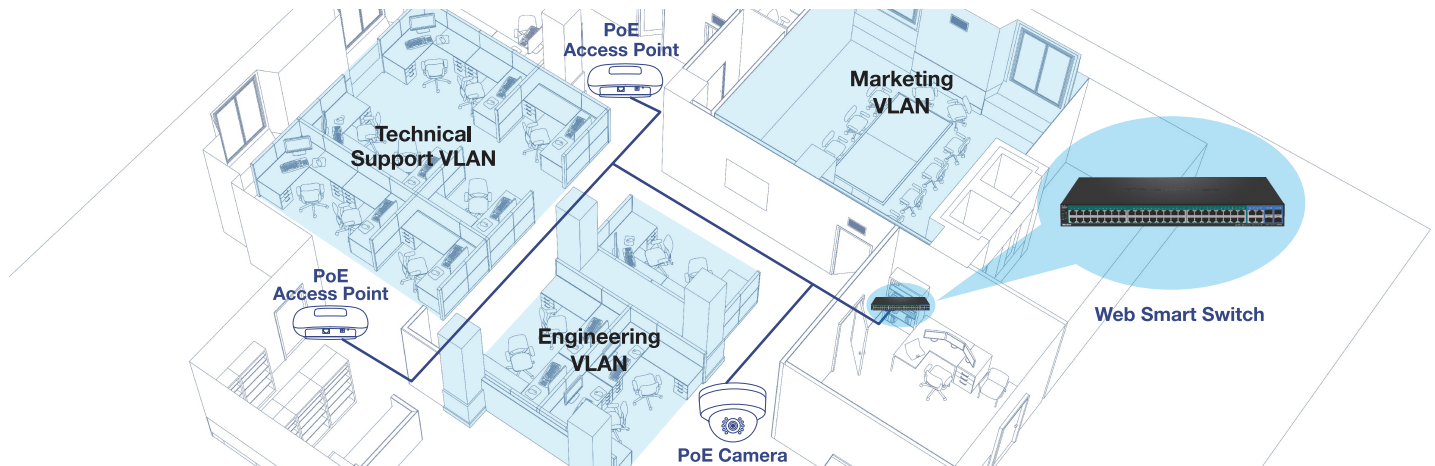 PoE
Access Point
Marketing
VLAN
Technical
Support VLAN
PoE
Access Point
Web Smart Switch
Engineering
VLAN
PoE Camera